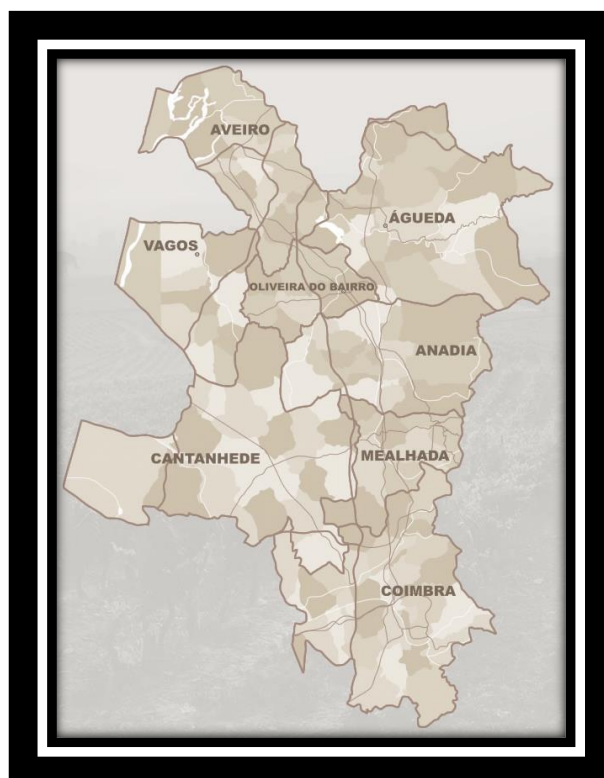 AVEIRO
ÁGUEDA
VAGOS
OLIVEIRA DO BAIRRO
ANADIA
CANTANHEDE
MEALHADA
COIMBRA